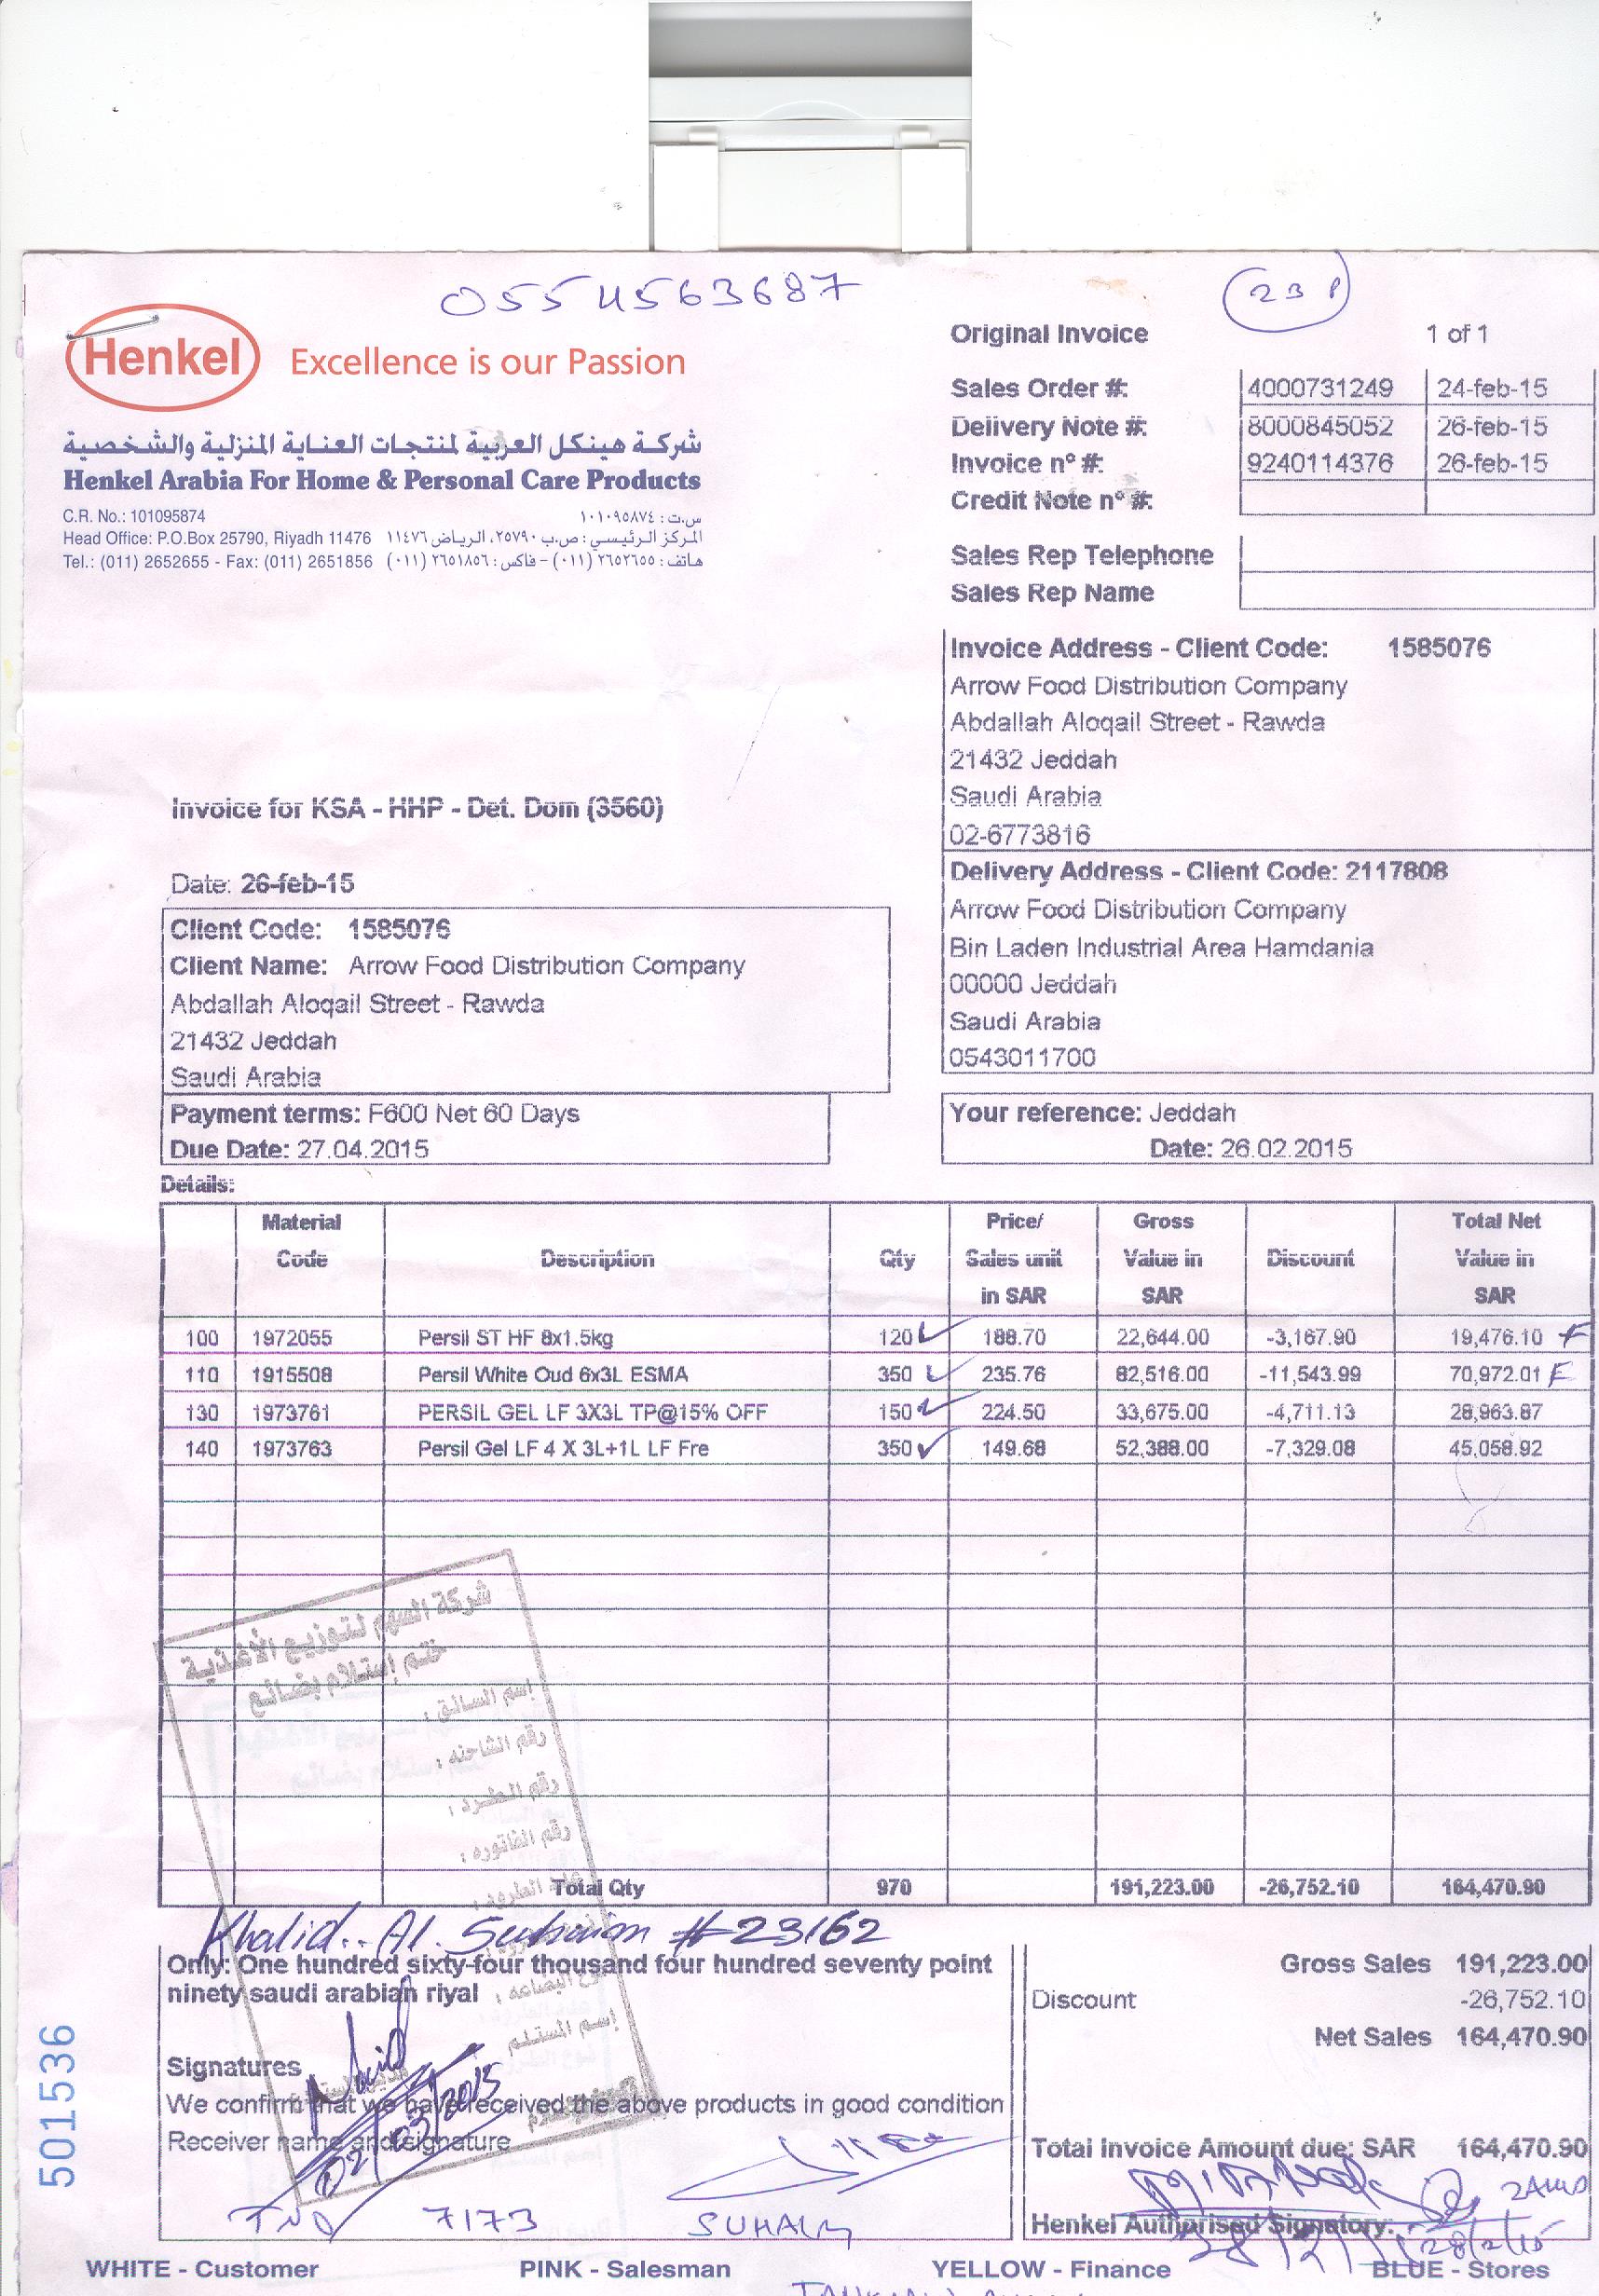 0554563687
23 P
Henkel Excellence is our Passion
شركة هينكل العربية لمنتجات العناية المنزلية والشخصية
Henkel Arabia For Home & Personal Care Products
C.R. No.: 101095874 س.ت : ١٠١٠٩٥٨٧٤
Head Office: P.O.Box 25790, Riyadh 11476 المركز الرئيسي : ص.ب ٢٥٧٩٠، الرياض ١١٤٧٦
Tel.: (011) 2652655 - Fax: (011) 2651856 هاتف : ٢٦٥٢٦٥٥ (٠١١) – فاكس : ٢٦٥١٨٥٦ (٠١١)
Original Invoice 1 of 1
Sales Order #: 4000731249 24-feb-15
Delivery Note #: 8000845052 26-feb-15
Invoice n° #: 9240114376 26-feb-15
Credit Note n° #:
Sales Rep Telephone
Sales Rep Name
Invoice Address - Client Code: 1585076
Arrow Food Distribution Company
Abdallah Aloqail Street - Rawda
21432 Jeddah
Saudi Arabia
02-6773816
Delivery Address - Client Code: 2117808
Arrow Food Distribution Company
Bin Laden Industrial Area Hamdania
00000 Jeddah
Saudi Arabia
0543011700
Invoice for KSA - HHP - Det. Dom (3560)
Date: 26-feb-15
Client Code: 1585076
Client Name: Arrow Food Distribution Company
Abdallah Aloqail Street - Rawda
21432 Jeddah
Saudi Arabia
Payment terms: F600 Net 60 Days
Due Date: 27.04.2015
Your reference: Jeddah
Date: 26.02.2015
Details:
Material Code Description Qty Price/ Sales unit in SAR Gross Value in SAR Discount Total Net Value in SAR
100 1972055 Persil ST HF 8x1.5kg 120 188.70 22,644.00 -3,167.90 19,476.10 F
110 1915508 Persil White Oud 6x3L ESMA 350 235.76 82,516.00 -11,543.99 70,972.01 F
130 1973761 PERSIL GEL LF 3X3L TP@15% OFF 150 224.50 33,675.00 -4,711.13 28,963.87
140 1973763 Persil Gel LF 4 X 3L+1L LF Fre 350 149.68 52,388.00 -7,329.08 45,058.92
شركة السهم لتوزيع الأغذية
ختم إستلام بضائع
إسم السائق :
رقم الشاحنه :
رقم الطرد :
رقم الفاتوره :
عدد الطرود :
Total Qty 970 191,223.00 -26,752.10 164,470.90
Khalid.. Al. #23162
Only: One hundred sixty-four thousand four hundred seventy point
ninety saudi arabian riyal
نوع البضاعه :
إسم المستلم
Gross Sales 191,223.00
Discount -26,752.10
Net Sales 164,470.90
Signatures
We confirm that we have received the above products in good condition
Receiver name and signature
02/03/2015
7173
Total Invoice Amount due: SAR 164,470.90
Henkel Authorised Signatory:
28/2/15
501536
WHITE - Customer PINK - Salesman YELLOW - Finance BLUE - Stores